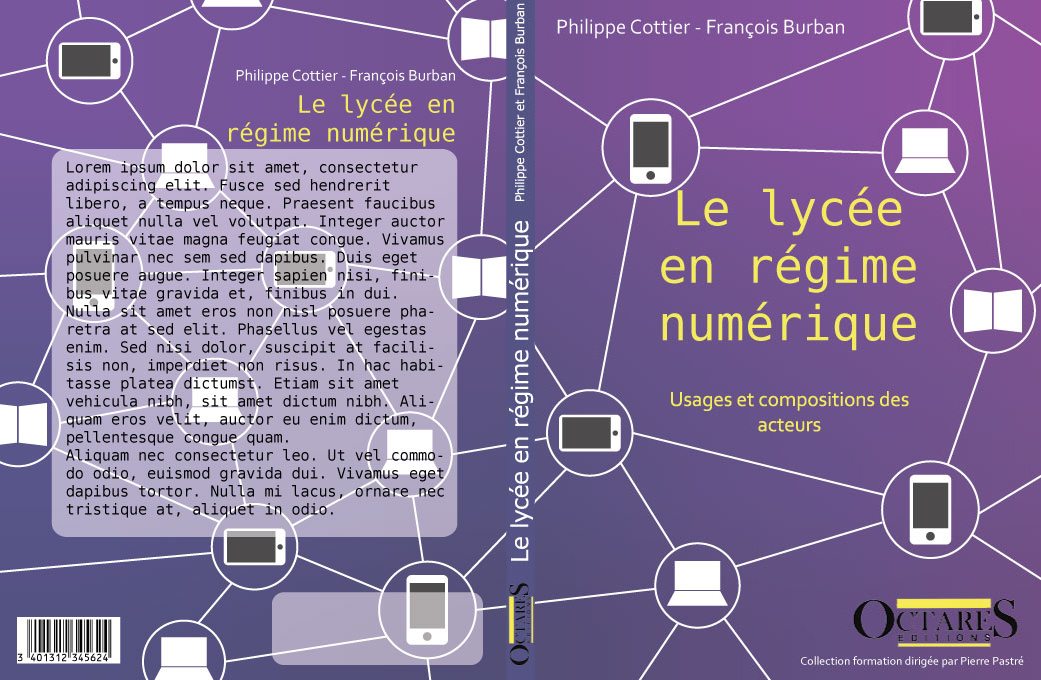 Philippe Cottier - François Burban
Le lycée en
régime numérique
Lorem ipsum dolor sit amet, consectetur
adipiscing elit. Fusce sed hendrerit
libero, a tempus neque. Praesent faucibus
aliquet nulla vel volutpat. Integer auctor
mauris vitae magna feugiat congue. Vivamus
pulvinar nec sem sed dapibus. Duis eget
posuere augue. Integer sapien nisi, fini-
bus vitae gravida et, finibus in dui.
Nulla sit amet eros non nisl posuere pha-
retra at sed elit. Phasellus vel egestas
enim. Sed nisi dolor, suscipit at facili-
sis non, imperdiet non risus. In hac habi-
tasse platea dictumst. Etiam sit amet
vehicula nibh, sit amet dictum nibh. Ali-
quam eros velit, auctor eu enim dictum,
pellentesque congue quam.
Aliquam nec consectetur leo. Ut vel commo-
do odio, euismod gravida dui. Vivamus eget
dapibus tortor. Nulla mi lacus, ornare nec
tristique at, aliquet in odio.
3 401312 345624
Philippe Cottier et François Burban
Le lycée en régime numérique
OCTARES
EDITIONS
Philippe Cottier - François Burban
Le lycée
en régime
numérique
Usages et compositions des
acteurs
OCTARES
EDITIONS
Collection formation dirigée par Pierre Pastré